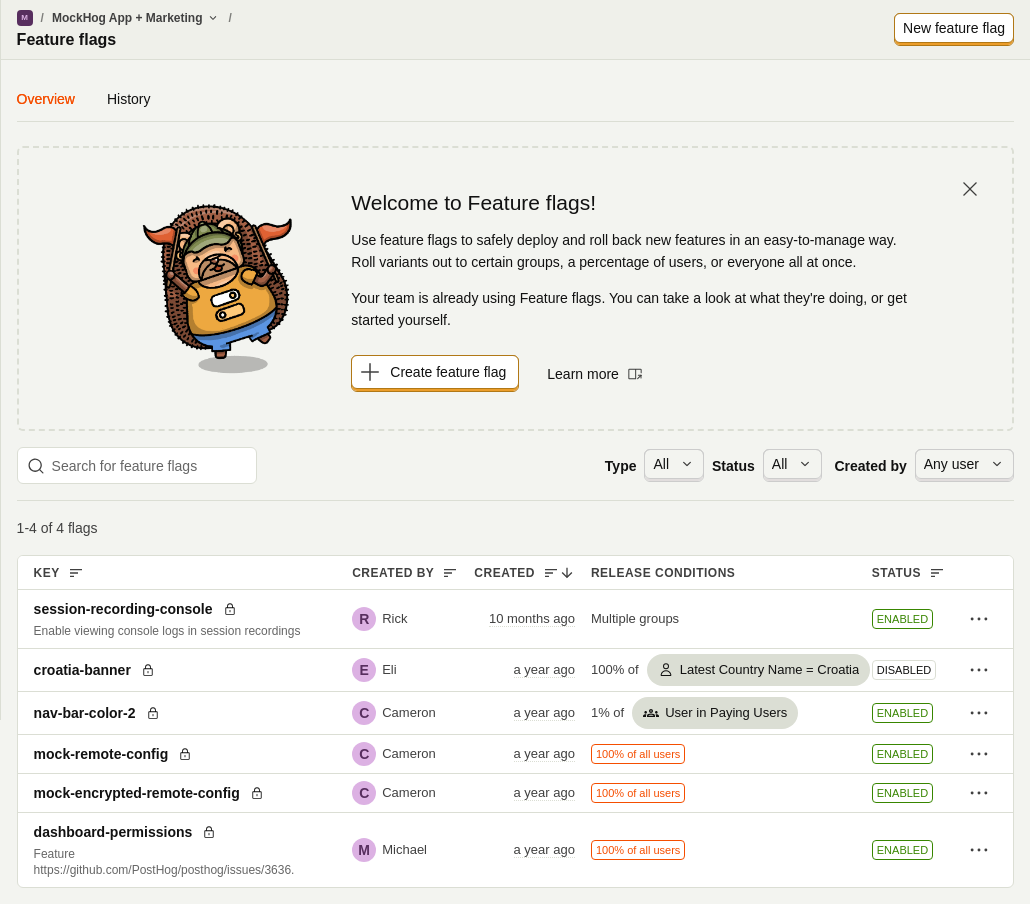 M / MockHog App + Marketing /
Feature flags
New feature flag
Overview History
Welcome to Feature flags!
Use feature flags to safely deploy and roll back new features in an easy-to-manage way.
Roll variants out to certain groups, a percentage of users, or everyone all at once.
Your team is already using Feature flags. You can take a look at what they're doing, or get
started yourself.
Create feature flag Learn more
Search for feature flags Type All Status All Created by Any user
1-4 of 4 flags
KEY CREATED BY CREATED RELEASE CONDITIONS STATUS
session-recording-console
Enable viewing console logs in session recordings
R Rick 10 months ago Multiple groups ENABLED
croatia-banner E Eli a year ago 100% of Latest Country Name = Croatia DISABLED
nav-bar-color-2 C Cameron a year ago 1% of User in Paying Users ENABLED
mock-remote-config C Cameron a year ago 100% of all users ENABLED
mock-encrypted-remote-config C Cameron a year ago 100% of all users ENABLED
dashboard-permissions
Feature
https://github.com/PostHog/posthog/issues/3636.
M Michael a year ago 100% of all users ENABLED